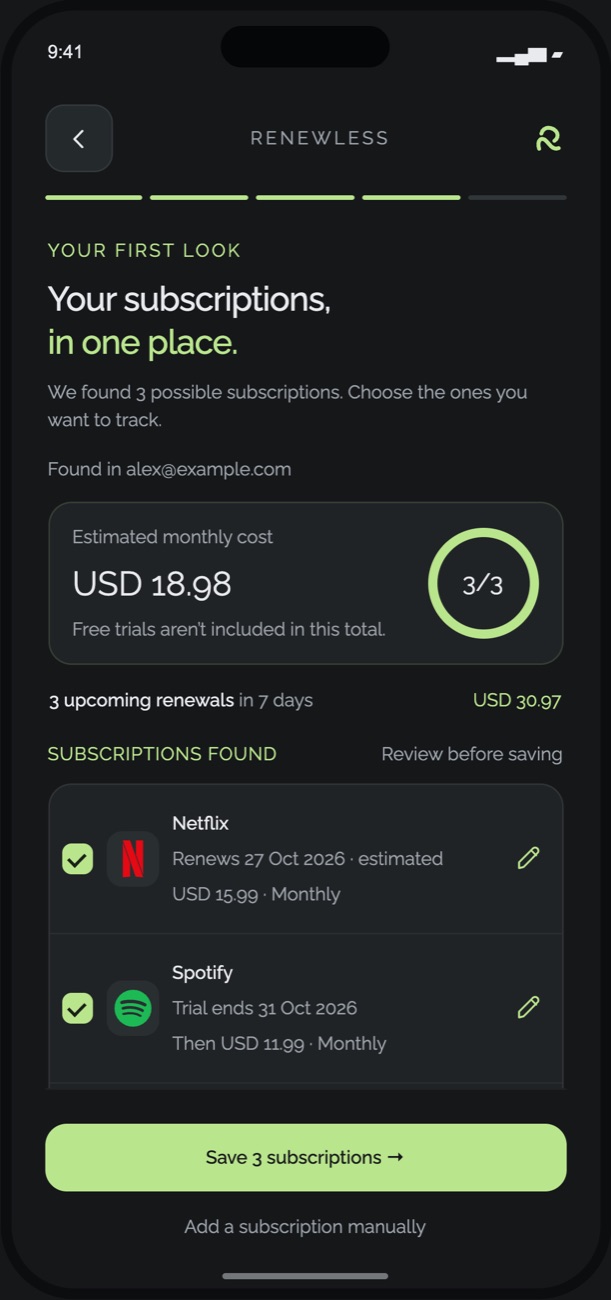 9:41
RENEWLESS
YOUR FIRST LOOK
Your subscriptions,
in one place.
We found 3 possible subscriptions. Choose the ones you
want to track.
Found in alex@example.com
Estimated monthly cost
USD 18.98
Free trials aren't included in this total.
3/3
3 upcoming renewals in 7 days
USD 30.97
SUBSCRIPTIONS FOUND
Review before saving
Netflix
Renews 27 Oct 2026 · estimated
USD 15.99 · Monthly
Spotify
Trial ends 31 Oct 2026
Then USD 11.99 · Monthly
Save 3 subscriptions →
Add a subscription manually